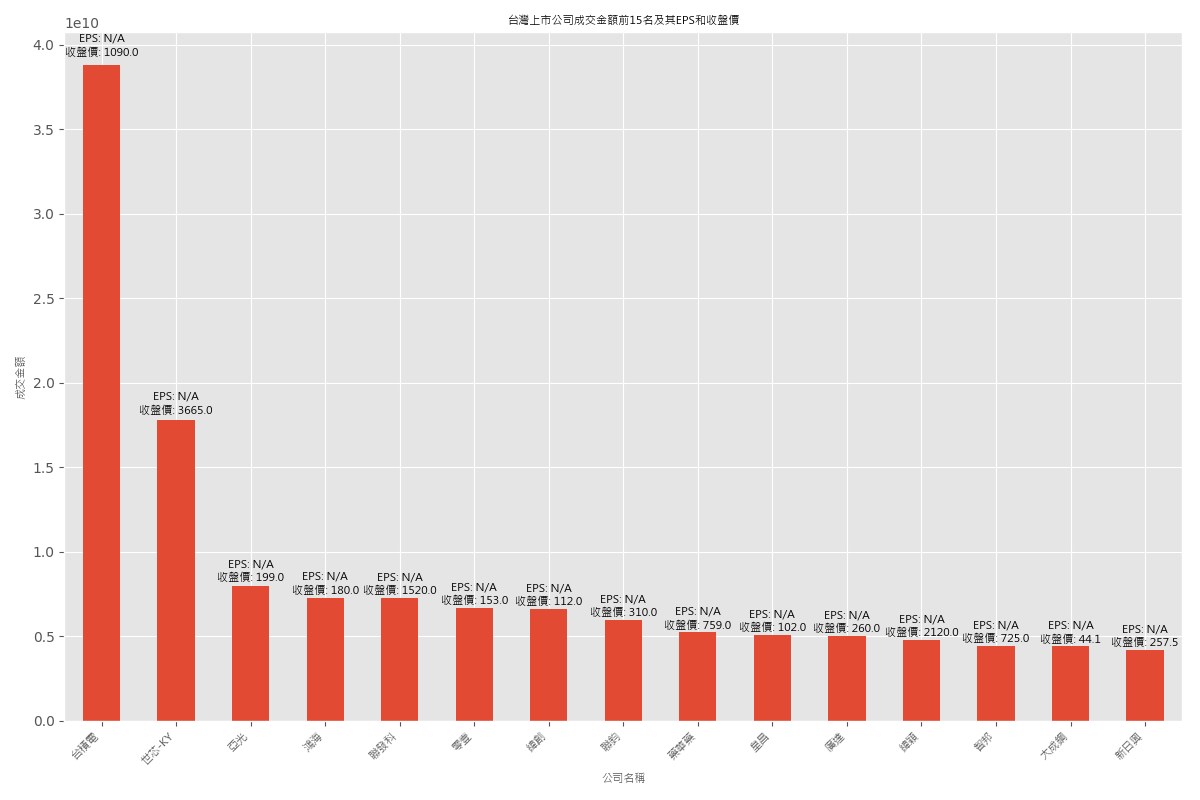 台灣上市公司成交金額前15名及其EPS和收盤價
1e10
4.0
3.5
3.0
2.5
2.0
1.5
1.0
0.5
0.0
成交金額
EPS: N/A
收盤價: 1090.0
EPS: N/A
收盤價: 3665.0
EPS: N/A
收盤價: 199.0
EPS: N/A
收盤價: 180.0
EPS: N/A
收盤價: 1520.0
EPS: N/A
收盤價: 153.0
EPS: N/A
收盤價: 112.0
EPS: N/A
收盤價: 310.0
EPS: N/A
收盤價: 759.0
EPS: N/A
收盤價: 102.0
EPS: N/A
收盤價: 260.0
EPS: N/A
收盤價: 2120.0
EPS: N/A
收盤價: 725.0
EPS: N/A
收盤價: 44.1
EPS: N/A
收盤價: 257.5
台積電
世芯-KY
亞光
鴻海
聯發科
零壹
緯創
聯鈞
藥華藥
皇昌
廣達
緯穎
智邦
大成鋼
新日興
公司名稱